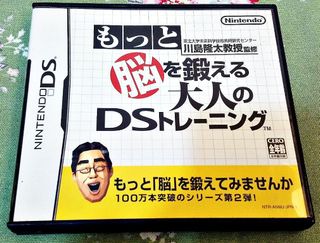 NINTENDO DS™
Nintendo®
もっと
東北大学未来科学技術共同研究センター
川島隆太教授 監修
脳を鍛える
大人の
DSトレーニング™
CERO
全年齢
もっと「脳」を鍛えてみませんか
100万本突破のシリーズ第2弾!